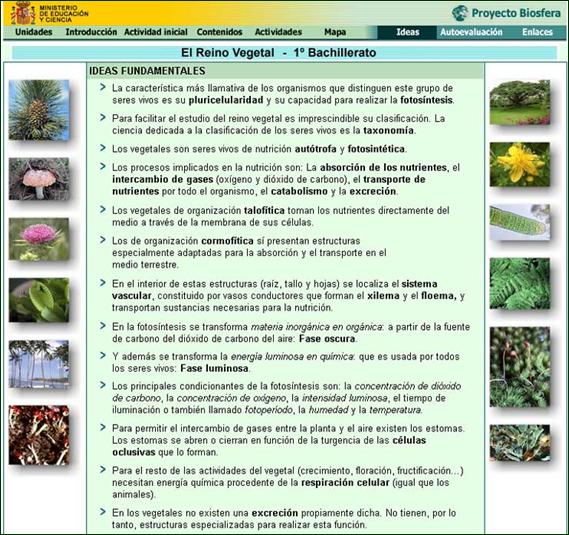 MINISTERIO
DE EDUCACIÓN
Y CIENCIA
Proyecto Biosfera
Unidades Introducción Actividad inicial Contenidos Actividades Mapa Ideas Autoevaluación Enlaces
El Reino Vegetal - 1º Bachillerato
IDEAS FUNDAMENTALES
La característica más llamativa de los organismos que distinguen este grupo de
seres vivos es su pluricelularidad y su capacidad para realizar la fotosíntesis.
Para facilitar el estudio del reino vegetal es imprescindible su clasificación. La
ciencia dedicada a la clasificación de los seres vivos es la taxonomía.
Los vegetales son seres vivos de nutrición autótrofa y fotosintética.
Los procesos implicados en la nutrición son: La absorción de los nutrientes, el
intercambio de gases (oxígeno y dióxido de carbono), el transporte de
nutrientes por todo el organismo, el catabolismo y la excreción.
Los vegetales de organización talofítica toman los nutrientes directamente del
medio a través de la membrana de sus células.
Los de organización cormofítica sí presentan estructuras
especialmente adaptadas para la absorción y el transporte en el
medio terrestre.
En el interior de estas estructuras (raíz, tallo y hojas) se localiza el sistema
vascular, constituido por vasos conductores que forman el xilema y el floema, y
transportan sustancias necesarias para la nutrición.
En la fotosíntesis se transforma materia inorgánica en orgánica: a partir de la fuente
de carbono del dióxido de carbono del aire: Fase oscura.
Y además se transforma la energía luminosa en química: que es usada por todos
los seres vivos: Fase luminosa.
Los principales condicionantes de la fotosíntesis son: la concentración de dióxido
de carbono, la concentración de oxígeno, la intensidad luminosa, el tiempo de
iluminación o también llamado fotoperíodo, la humedad y la temperatura.
Para permitir el intercambio de gases entre la planta y el aire existen los estomas.
Los estomas se abren o cierran en función de la turgencia de las células
oclusivas que lo forman.
Para el resto de las actividades del vegetal (crecimiento, floración, fructificación...)
necesitan energía química procedente de la respiración celular (igual que los
animales).
En los vegetales no existen una excreción propiamente dicha. No tienen, por lo
tanto, estructuras especializadas para realizar esta función.